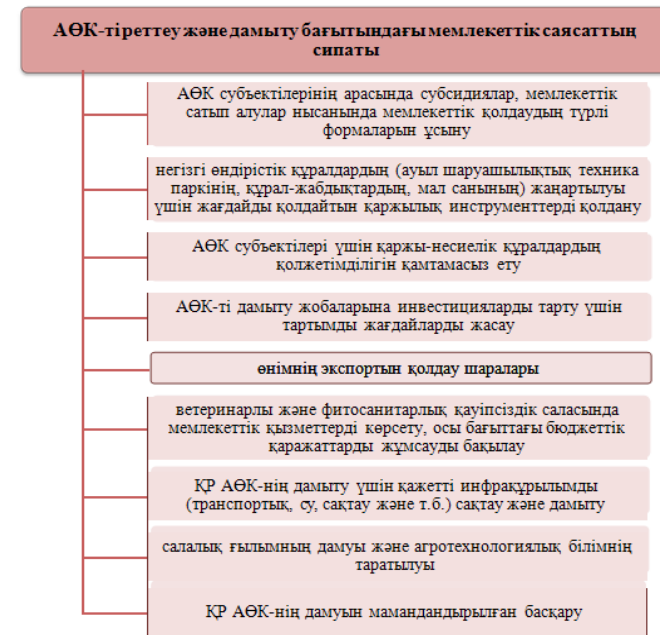 АӨК-ті реттеу және дамыту бағытындағы мемлекеттік саясаттың
сипаты
АӨК субъектілерінің арасында субсидиялар, мемлекеттік
сатып алулар нысанында мемлекеттік қолдаудың түрлі
формаларын ұсыну
негізгі өндірістік құралдардың (ауыл шаруашылықтық техника
паркінің, құрал-жабдықтардың, мал санының) жаңартылуы
үшін жағдайды қолдайтын қаржылық инструменттерді қолдану
АӨК субъектілері үшін қаржы-несиелік құралдардың
қолжетімділігін қамтамасыз ету
АӨК-ті дамыту жобаларына инвестицияларды тарту үшін
тартымды жағдайларды жасау
өнімнің экспортын қолдау шаралары
ветеринарлы және фитосанитарлық қауіпсіздік саласында
мемлекеттік қызметтерді көрсету, осы бағыттағы бюджеттік
қаражаттарды жұмсауды бақылау
ҚР АӨК-нің дамыту үшін қажетті инфрақұрылымды
(транспортық, су, сақтау және т.б.) сақтау және дамыту
салалық ғылымның дамуы және агротехнологиялық білімнің
таратылуы
ҚР АӨК-нің дамуын мамандандырылған басқару